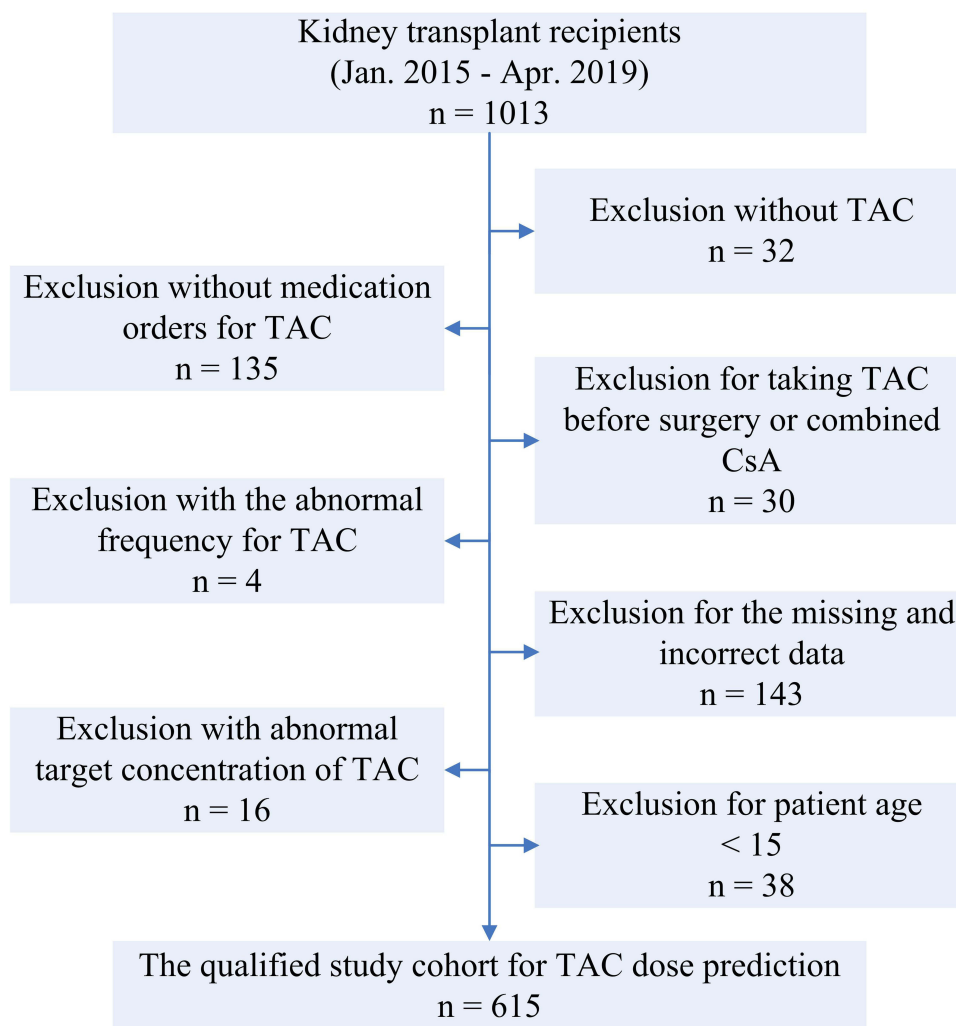 Kidney transplant recipients
(Jan. 2015 - Apr. 2019)
n = 1013
Exclusion without TAC
n = 32
Exclusion without medication
orders for TAC
n = 135
Exclusion for taking TAC
before surgery or combined
CsA
n = 30
Exclusion with the abnormal
frequency for TAC
n = 4
Exclusion for the missing and
incorrect data
n = 143
Exclusion with abnormal
target concentration of TAC
n = 16
Exclusion for patient age
< 15
n = 38
The qualified study cohort for TAC dose prediction
n = 615